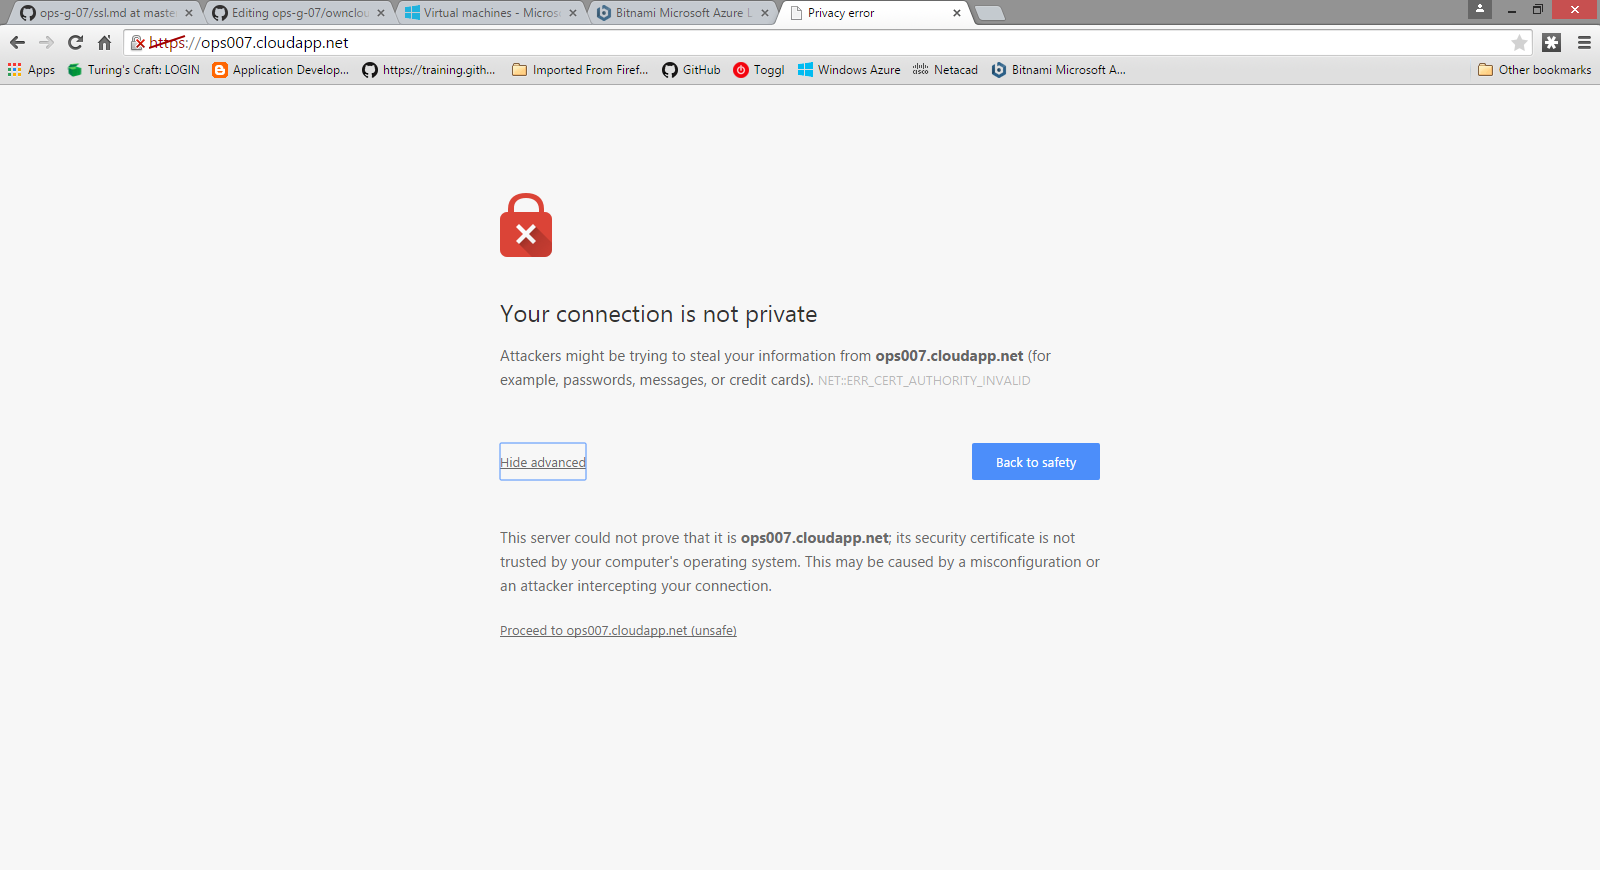 ops-g-07/ssl.md at maste
Editing ops-g-07/ownclou
Virtual machines - Micros
Bitnami Microsoft Azure L
Privacy error
https://ops007.cloudapp.net
Apps
Turing's Craft: LOGIN
Application Develop...
https://training.gith...
Imported From Firef...
GitHub
Toggl
Windows Azure
Netacad
Bitnami Microsoft A...
Other bookmarks
Your connection is not private
Attackers might be trying to steal your information from ops007.cloudapp.net (for
example, passwords, messages, or credit cards). NET::ERR_CERT_AUTHORITY_INVALID
Hide advanced
Back to safety
This server could not prove that it is ops007.cloudapp.net; its security certificate is not
trusted by your computer's operating system. This may be caused by a misconfiguration or
an attacker intercepting your connection.
Proceed to ops007.cloudapp.net (unsafe)